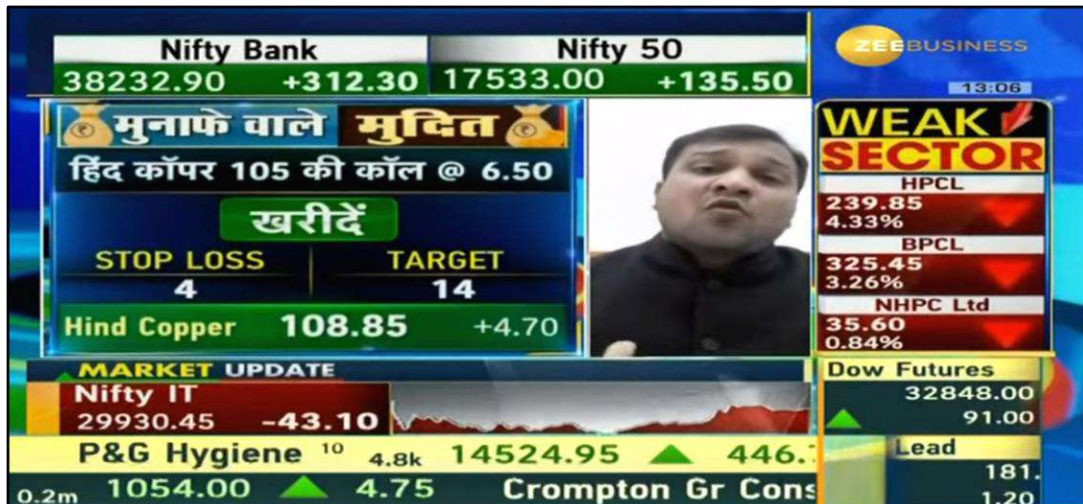 Nifty Bank
38232.90 +312.30
Nifty 50
17533.00 +135.50
ZEEBUSINESS
13:06
मुनाफे वाले मुदित
हिंद कॉपर 105 की कॉल @ 6.50
खरीदें
STOP LOSS TARGET
4 14
Hind Copper 108.85 +4.70
WEAK
SECTOR
HPCL
239.85
4.33%
BPCL
325.45
3.26%
NHPC Ltd
35.60
0.84%
MARKET UPDATE
Nifty IT
29930.45 -43.10
Dow Futures
32848.00
91.00
Lead
181.
1.20
P&G Hygiene 10 4.8k 14524.95 446.
0.2m 1054.00 4.75 Crompton Gr Cons